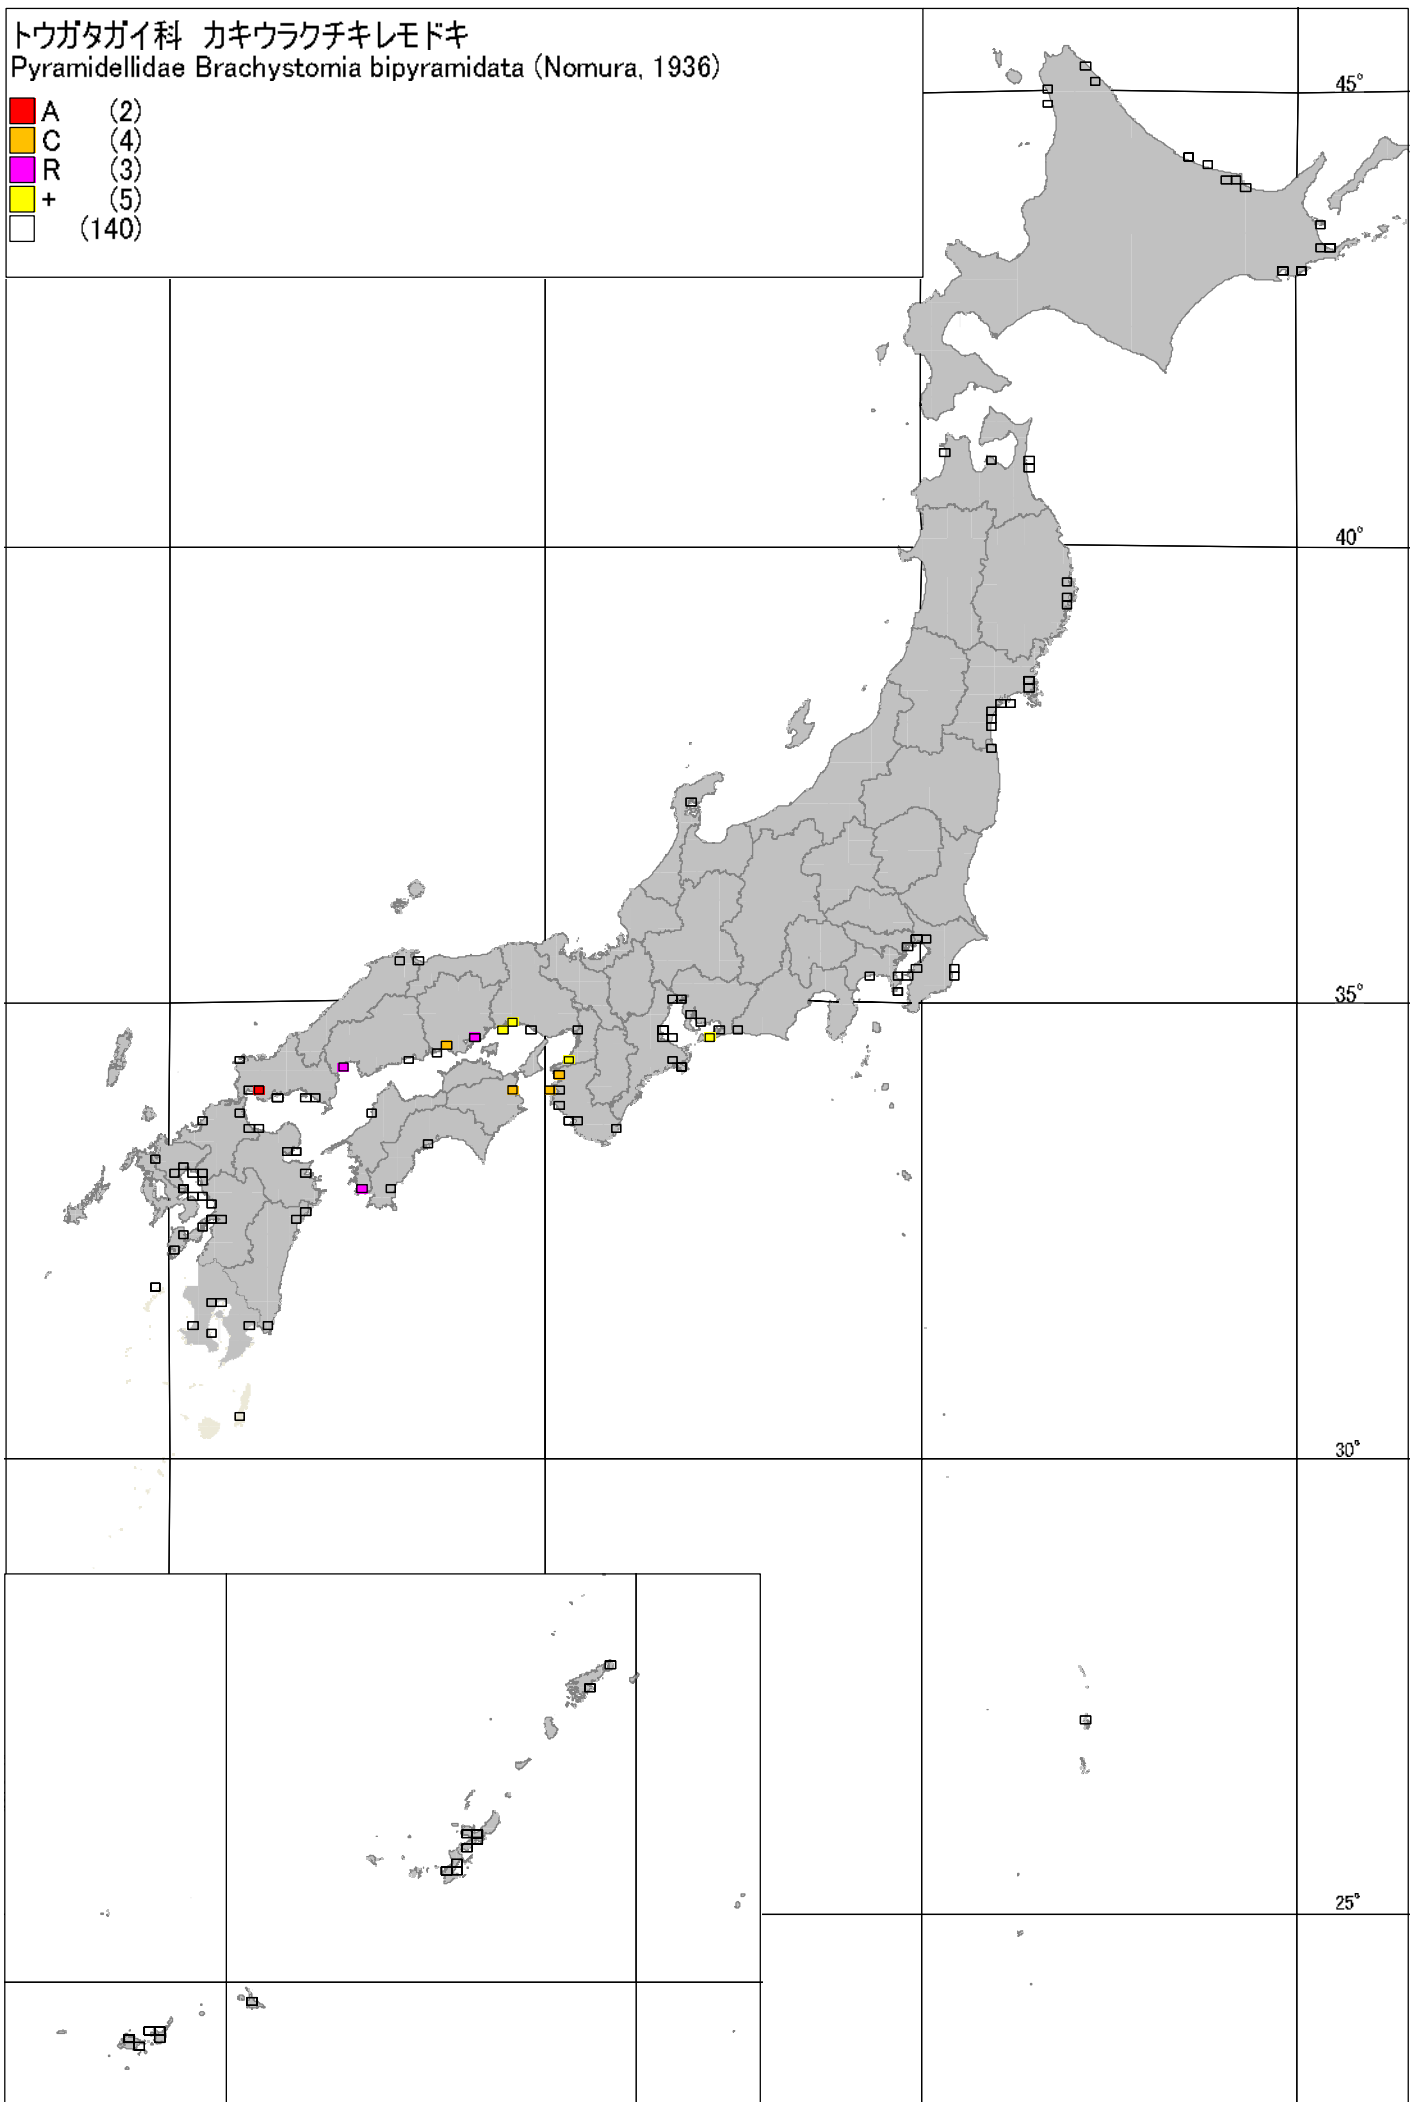 トウガタガイ科 カキウラクチキレモドキ
Pyramidellidae Brachystomia bipyramidata (Nomura, 1936)
A (2)
C (4)
R (3)
+ (5)
(140)
45°
40°
35°
30°
25°